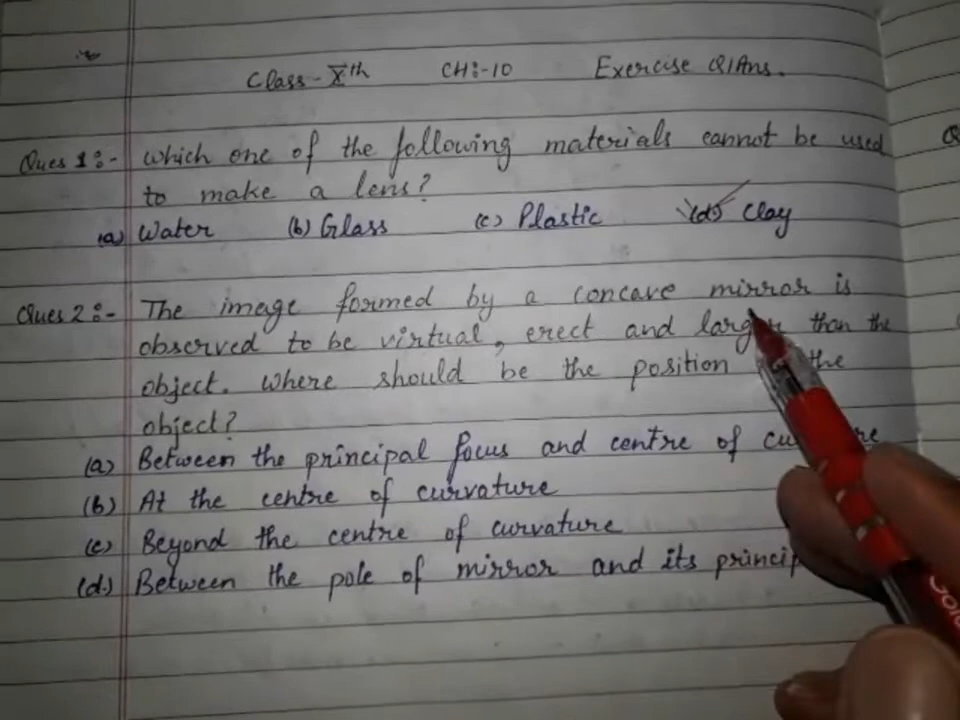 Class - Xth CH:-10 Exercise Q/Ans.
Ques 1:- Which one of the following materials cannot be used
to make a lens?
(a) Water (b) Glass (c) Plastic (d) Clay
Ques 2:- The image formed by a concave mirror is
observed to be virtual, erect and larger than the
object. Where should be the position the
object?
(a) Between the principal focus and centre of
(b) At the centre of curvature
(c) Beyond the centre of curvature
(d) Between the pole of mirror and its